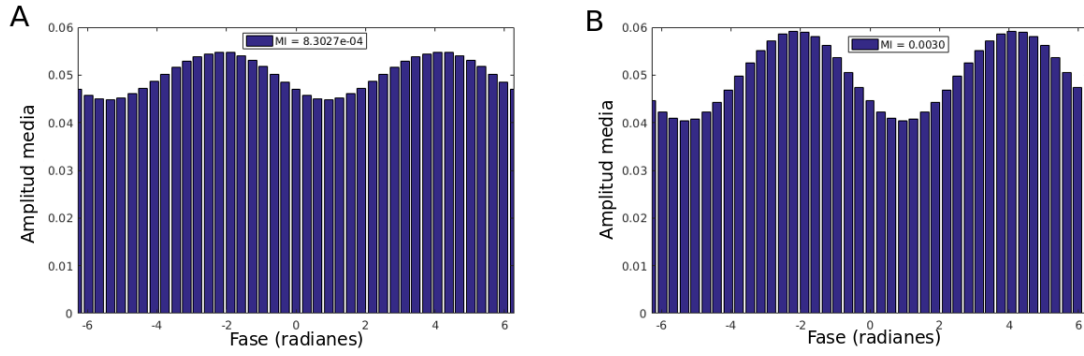 A
MI = 8.3027e-04
Amplitud media
0.06
0.05
0.04
0.03
0.02
0.01
0
-6 -4 -2 0 2 4 6
Fase (radianes)
B
MI = 0.0030
Amplitud media
0.06
0.05
0.04
0.03
0.02
0.01
0
-6 -4 -2 0 2 4 6
Fase (radianes)